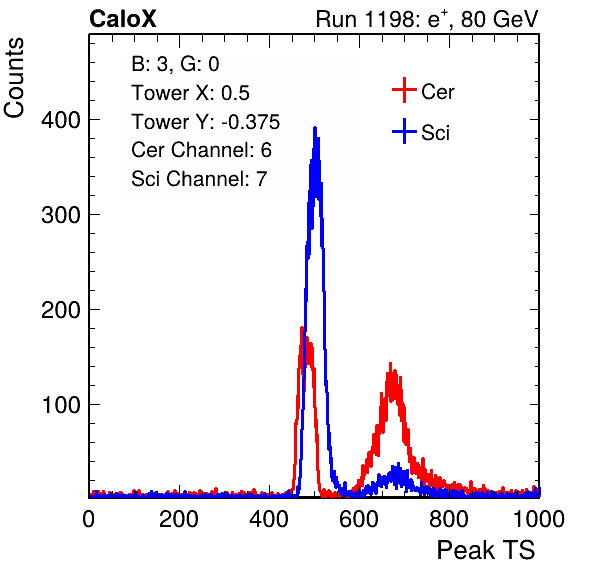 CaloX
Run 1198: e+, 80 GeV
Counts
B: 3, G: 0
Tower X: 0.5
Tower Y: -0.375
Cer Channel: 6
Sci Channel: 7
Cer
Sci
400
300
200
100
0 200 400 600 800 1000
Peak TS